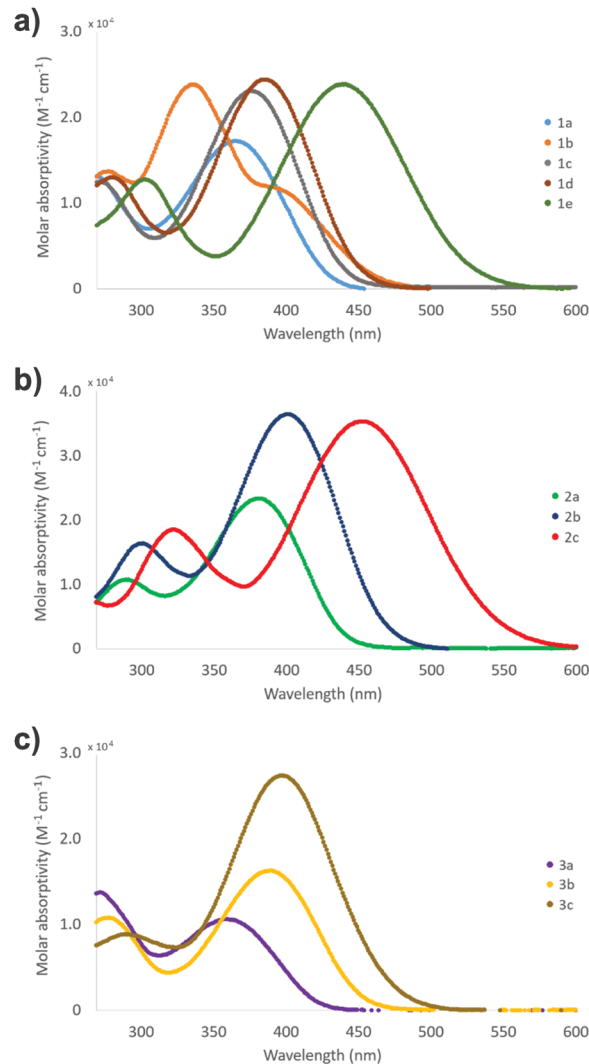 a)
x 10⁴
3.0
2.0
1.0
0
Molar absorptivity (M⁻¹ cm⁻¹)
300 350 400 450 500 550 600
Wavelength (nm)
1a
1b
1c
1d
1e
b)
x 10⁴
4.0
3.0
2.0
1.0
0
Molar absorptivity (M⁻¹ cm⁻¹)
300 350 400 450 500 550 600
Wavelength (nm)
2a
2b
2c
c)
x 10⁴
3.0
2.0
1.0
0
Molar absorptivity (M⁻¹ cm⁻¹)
300 350 400 450 500 550 600
Wavelength (nm)
3a
3b
3c